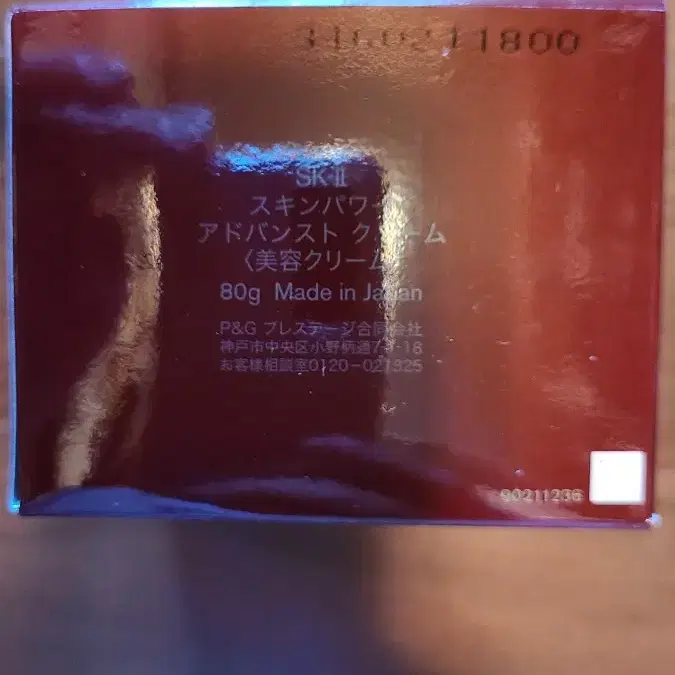 SK-II
スキンパワー
アドバンスト クリーム
〈美容クリーム〉
80g Made in Japan
P&G プレステージ合同会社
神戸市中央区小野柄通7-1-18
お客様相談室0120-021325
90211236